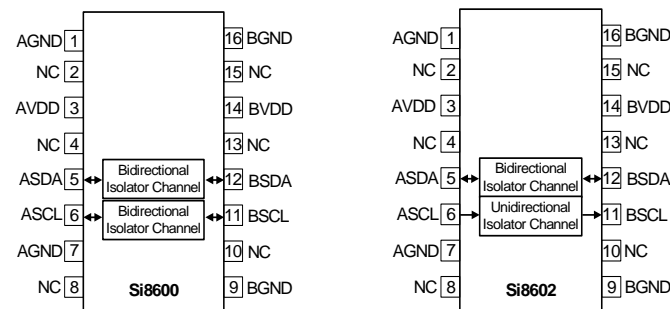 AGND 1 16 BGND
NC 2 15 NC
AVDD 3 14 BVDD
NC 4 13 NC
ASDA 5 Bidirectional Isolator Channel 12 BSDA
ASCL 6 Bidirectional Isolator Channel 11 BSCL
AGND 7 10 NC
NC 8 Si8600 9 BGND
AGND 1 16 BGND
NC 2 15 NC
AVDD 3 14 BVDD
NC 4 13 NC
ASDA 5 Bidirectional Isolator Channel 12 BSDA
ASCL 6 Unidirectional Isolator Channel 11 BSCL
AGND 7 10 NC
NC 8 Si8602 9 BGND